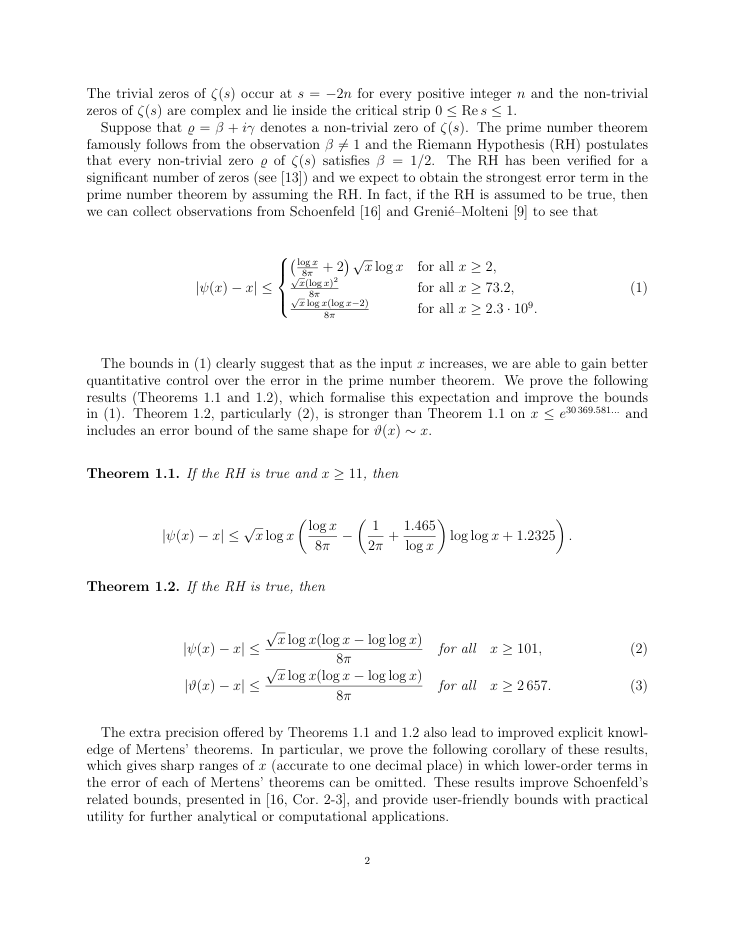 The trivial zeros of ζ(s) occur at s = −2n for every positive integer n and the non-trivial
zeros of ζ(s) are complex and lie inside the critical strip 0 ≤ Re s ≤ 1.
Suppose that ϱ = β + iγ denotes a non-trivial zero of ζ(s). The prime number theorem
famously follows from the observation β ≠ 1 and the Riemann Hypothesis (RH) postulates
that every non-trivial zero ϱ of ζ(s) satisfies β = 1/2. The RH has been verified for a
significant number of zeros (see [13]) and we expect to obtain the strongest error term in the
prime number theorem by assuming the RH. In fact, if the RH is assumed to be true, then
we can collect observations from Schoenfeld [16] and Grenié–Molteni [9] to see that
|ψ(x) − x| ≤ { (log x / 8π + 2) √x log x for all x ≥ 2,
√x(log x)² / 8π for all x ≥ 73.2, (1)
√x log x(log x−2) / 8π for all x ≥ 2.3 · 10⁹.
The bounds in (1) clearly suggest that as the input x increases, we are able to gain better
quantitative control over the error in the prime number theorem. We prove the following
results (Theorems 1.1 and 1.2), which formalise this expectation and improve the bounds
in (1). Theorem 1.2, particularly (2), is stronger than Theorem 1.1 on x ≤ e^{30 369.581...} and
includes an error bound of the same shape for ϑ(x) ∼ x.
Theorem 1.1. If the RH is true and x ≥ 11, then
|ψ(x) − x| ≤ √x log x (log x / 8π − (1 / 2π + 1.465 / log x) log log x + 1.2325) .
Theorem 1.2. If the RH is true, then
|ψ(x) − x| ≤ √x log x(log x − log log x) / 8π for all x ≥ 101, (2)
|ϑ(x) − x| ≤ √x log x(log x − log log x) / 8π for all x ≥ 2 657. (3)
The extra precision offered by Theorems 1.1 and 1.2 also lead to improved explicit knowl-
edge of Mertens' theorems. In particular, we prove the following corollary of these results,
which gives sharp ranges of x (accurate to one decimal place) in which lower-order terms in
the error of each of Mertens' theorems can be omitted. These results improve Schoenfeld's
related bounds, presented in [16, Cor. 2-3], and provide user-friendly bounds with practical
utility for further analytical or computational applications.
2